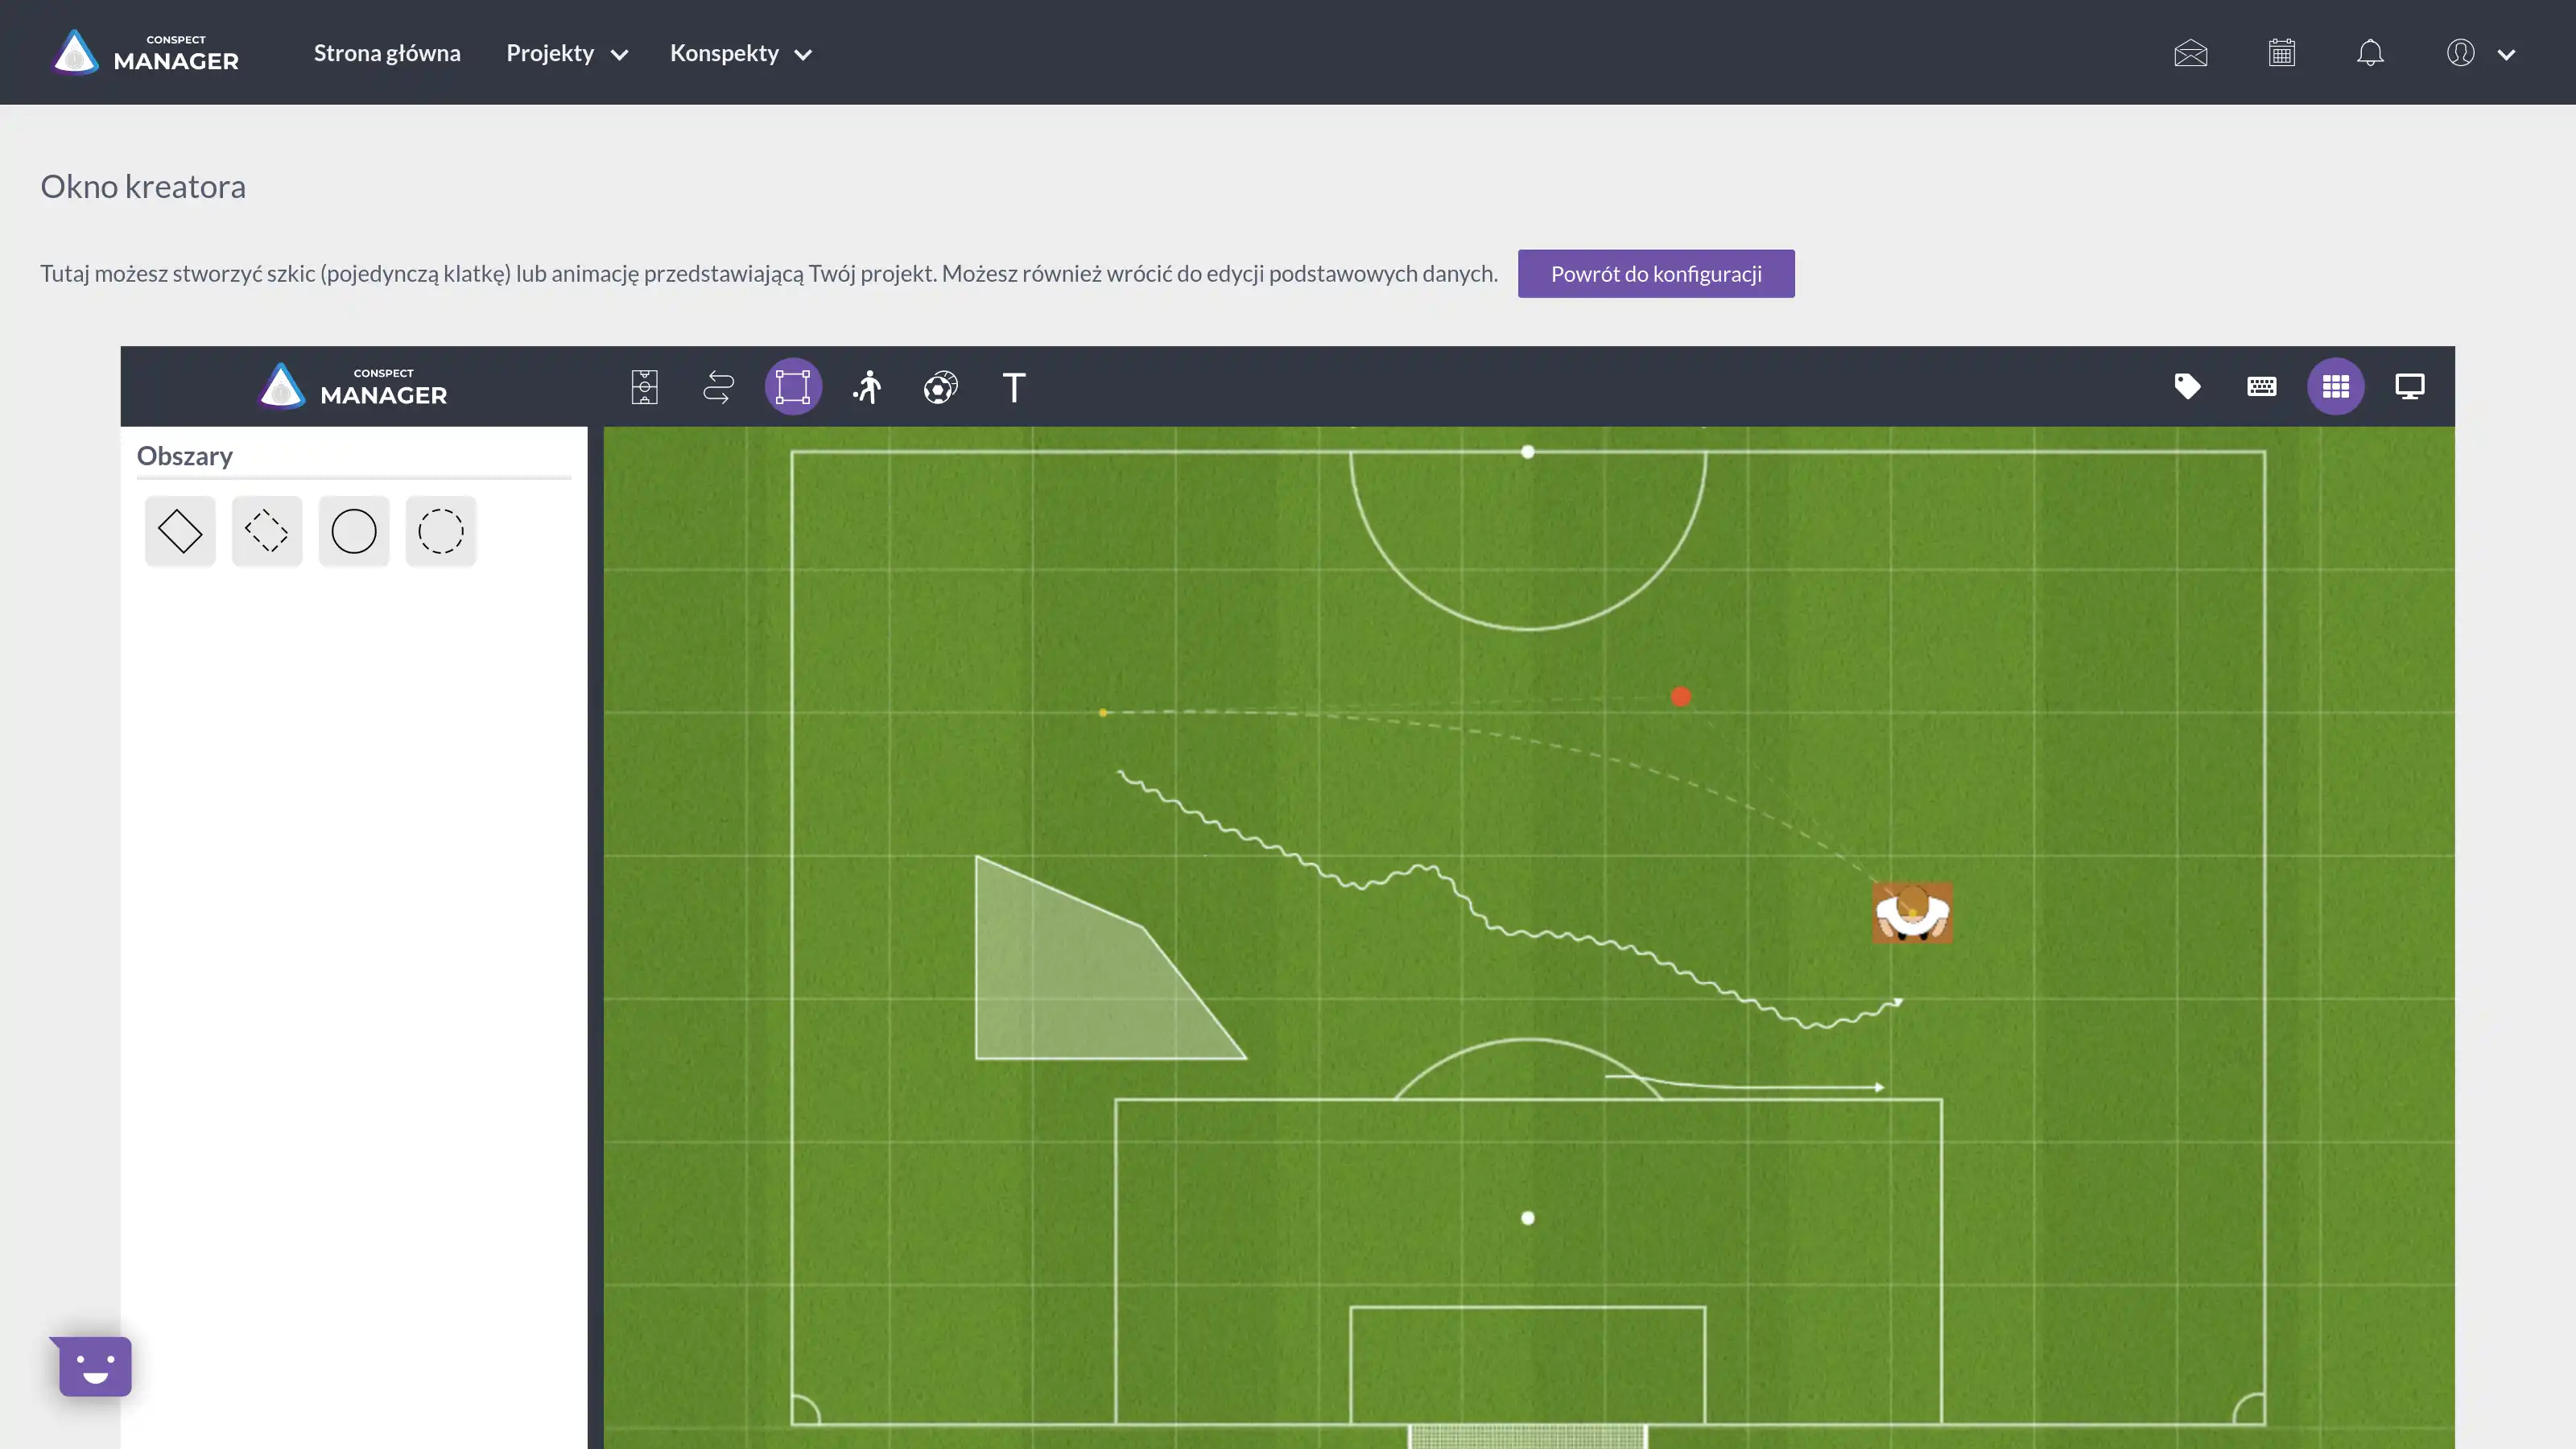 CONSPECT
MANAGER
Strona główna
Projekty
Konspekty
Okno kreatora
Tutaj możesz stworzyć szkic (pojedynczą klatkę) lub animację przedstawiającą Twój projekt. Możesz również wrócić do edycji podstawowych danych.
Powrót do konfiguracji
CONSPECT
MANAGER
T
Obszary